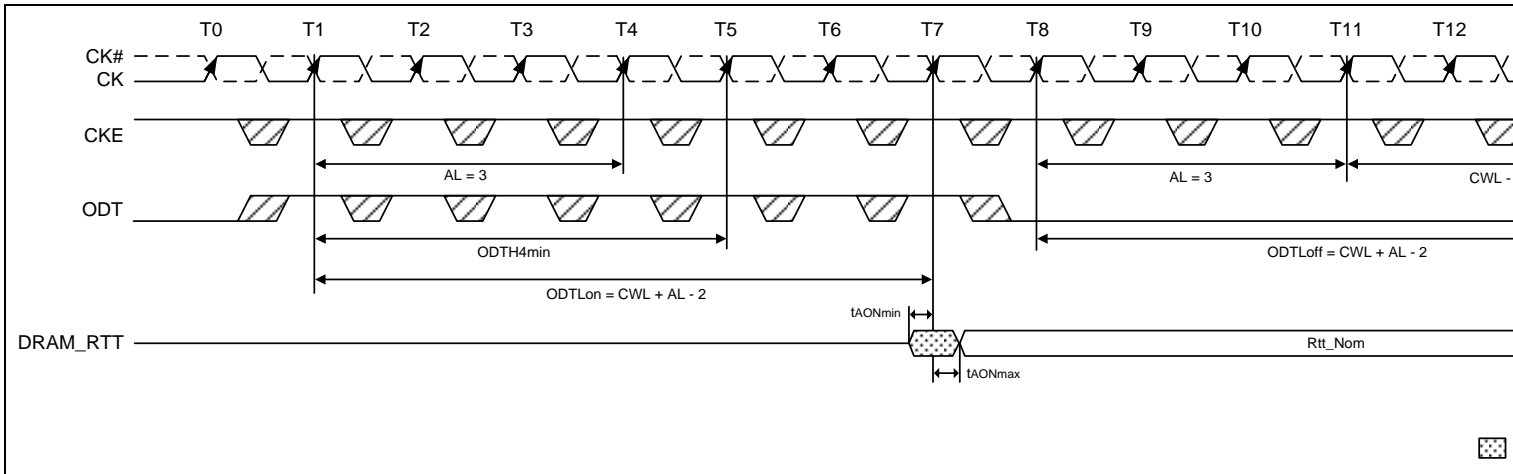 T0 T1 T2 T3 T4 T5 T6 T7 T8 T9 T10 T11 T12
CK#
CK
CKE
AL = 3 AL = 3 CWL -
ODT
ODTH4min ODTLoff = CWL + AL - 2
ODTLon = CWL + AL - 2
tAONmin
DRAM_RTT Rtt_Nom
tAONmax